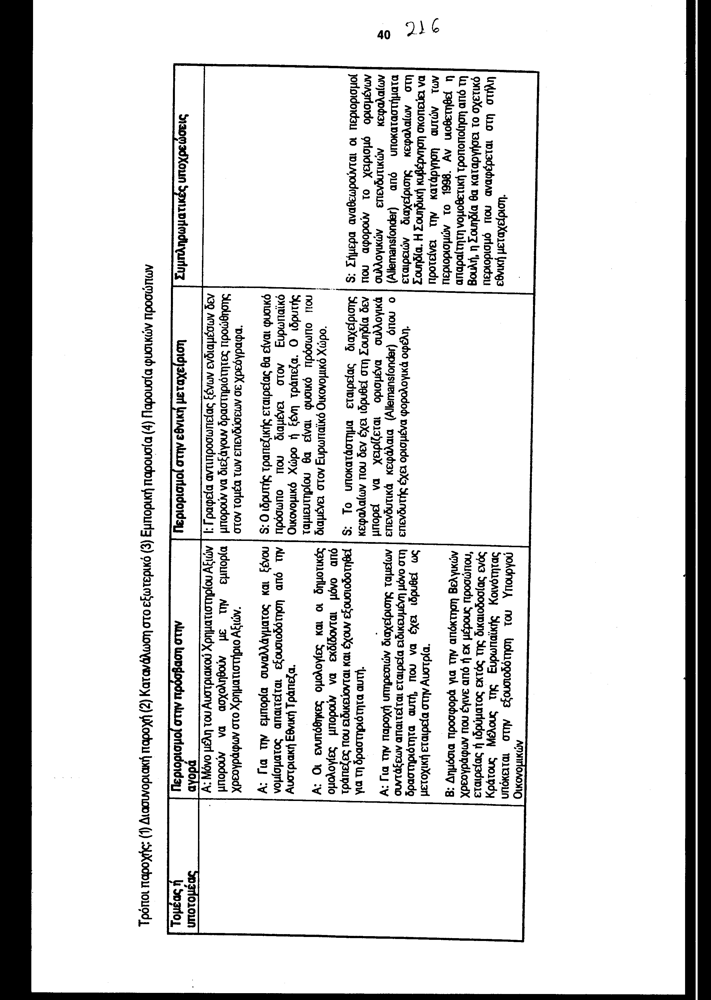 40 216
Τρόποι παροχής: (1) Διασυνοριακή παροχή (2) Κατανάλωση στο εξωτερικό (3) Εμπορική παρουσία (4) Παρουσία φυσικών προσώπων
Τομέας ή
υποτομέας
Περιορισμοί στην πρόσβαση στην
αγορά
Περιορισμοί στην εθνική μεταχείριση
Συμπληρωματικές υποχρεώσεις
Α: Μόνο μέλη του Αυστριακού Χρηματιστηρίου Αξιών
μπορούν να ασχοληθούν με την εμπορία
χρεογράφων στο Χρηματιστήριο Αξιών.
Α: Για την εμπορία συναλλάγματος και ξένου
νομίσματος απαιτείται εξουσιοδότηση από την
Αυστριακή Εθνική Τράπεζα.
Α: Οι ενυπόθηκες ομολογίες και οι δημοτικές
ομολογίες μπορούν να εκδίδονται μόνο από
τράπεζες που ειδικεύονται και έχουν εξουσιοδοτηθεί
για τη δραστηριότητα αυτή.
Α: Για την παροχή υπηρεσιών διαχείρισης ταμείων
συντάξεων απαιτείται εταιρεία ειδικευμένη μόνο στη
δραστηριότητα αυτή, που να έχει ιδρυθεί ως
μετοχική εταιρεία στην Αυστρία.
Β: Δημόσια προσφορά για την απόκτηση Βελγικών
χρεογράφων που έγινε από ή εκ μέρους προσώπου,
εταιρείας ή ιδρύματος εκτός της δικαιοδοσίας ενός
Κράτους Μέλους της Ευρωπαϊκής Κοινότητας
υπόκειται στην εξουσιοδότηση του Υπουργού
Οικονομικών
Ι: Γραφεία αντιπροσωπείας ξένων ενδιαμέσων δεν
μπορούν να διεξάγουν δραστηριότητες προώθησης
στον τομέα των επενδύσεων σε χρεόγραφα.
S: Ο ιδρυτής τραπεζικής εταιρείας θα είναι φυσικό
πρόσωπο που διαμένει στον Ευρωπαϊκό
Οικονομικό Χώρο ή ξένη τράπεζα. Ο ιδρυτής
ταμιευτηρίου θα είναι φυσικό πρόσωπο που
διαμένει στον Ευρωπαϊκό Οικονομικό Χώρο.
S: Το υποκατάστημα εταιρείας διαχείρισης
κεφαλαίων που δεν έχει ιδρυθεί στη Σουηδία δεν
μπορεί να χειρίζεται ορισμένα συλλογικά
επενδυτικά κεφάλαια (Allemansfonder) όπου ο
επενδυτής έχει ορισμένα φορολογικά οφέλη.
S: Σήμερα αναθεωρούνται οι περιορισμοί
που αφορούν το χειρισμό ορισμένων
συλλογικών επενδυτικών κεφαλαίων
(Allemansfonder) από υποκαταστήματα
εταιρειών διαχείρισης κεφαλαίων στη
Σουηδία. Η Σουηδική κυβέρνηση σκοπεύει να
προτείνει την κατάργηση αυτών των
περιορισμών το 1998. Αν υιοθετηθεί η
απαραίτητη νομοθετική τροποποίηση από τη
Βουλή, η Σουηδία θα καταργήσει το σχετικό
περιορισμό που αναφέρεται στη στήλη
εθνική μεταχείριση.